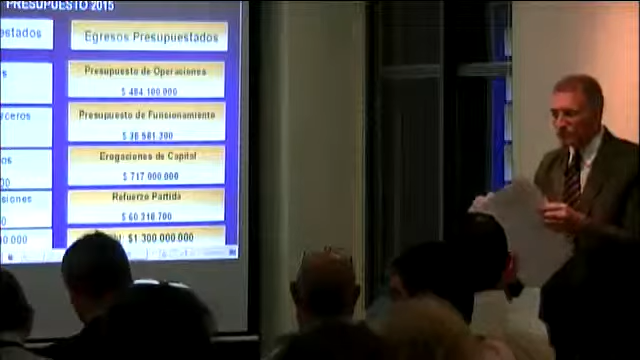 PRESUPUESTO 2015
Egresos Presupuestados
Presupuesto de Operaciones
$ 484 100 000
Presupuesto de Funcionamiento
$ 38 581 300
Erogaciones de Capital
$ 717 000 000
Refuerzo Partida
$ 60 318 700
$1 300 000 000